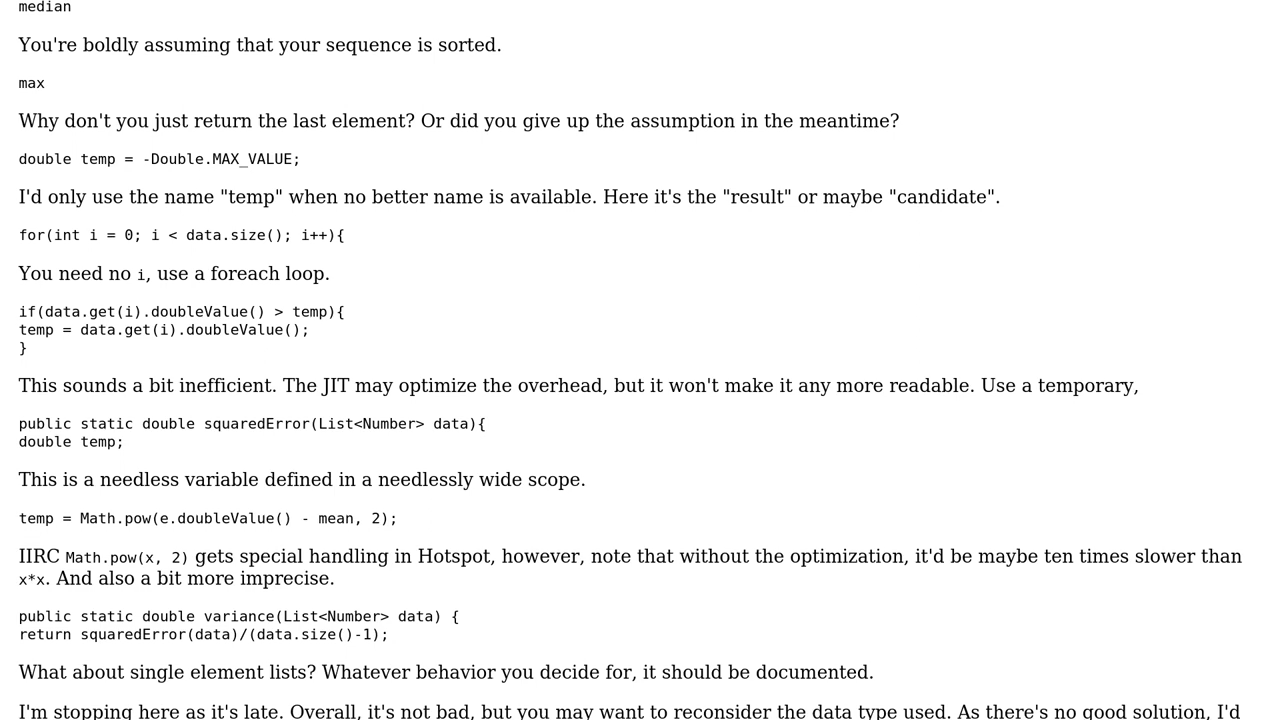 median
You're boldly assuming that your sequence is sorted.
max
Why don't you just return the last element? Or did you give up the assumption in the meantime?
double temp = -Double.MAX_VALUE;
I'd only use the name "temp" when no better name is available. Here it's the "result" or maybe "candidate".
for(int i = 0; i < data.size(); i++){
You need no i, use a foreach loop.
if(data.get(i).doubleValue() > temp){
temp = data.get(i).doubleValue();
}
This sounds a bit inefficient. The JIT may optimize the overhead, but it won't make it any more readable. Use a temporary,
public static double squaredError(List<Number> data){
double temp;
This is a needless variable defined in a needlessly wide scope.
temp = Math.pow(e.doubleValue() - mean, 2);
IIRC Math.pow(x, 2) gets special handling in Hotspot, however, note that without the optimization, it'd be maybe ten times slower than
x*x. And also a bit more imprecise.
public static double variance(List<Number> data) {
return squaredError(data)/(data.size()-1);
What about single element lists? Whatever behavior you decide for, it should be documented.
I'm stopping here as it's late. Overall, it's not bad, but you may want to reconsider the data type used. As there's no good solution, I'd